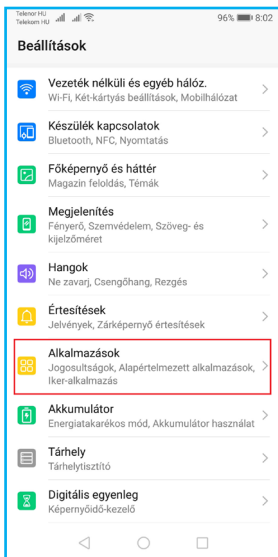 Telenor HU
Telekom HU
96% 8:02
Beállítások
Vezeték nélküli és egyéb hálóz.
Wi-Fi, Két-kártyás beállítások, Mobilhálózat
Készülék kapcsolatok
Bluetooth, NFC, Nyomtatás
Főképernyő és háttér
Magazin feloldás, Témák
Megjelenítés
Fényerő, Szemvédelem, Szöveg- és
kijelzőméret
Hangok
Ne zavarj, Csengőhang, Rezgés
Értesítések
Jelvények, Zárképernyő értesítések
Alkalmazások
Jogosultságok, Alapértelmezett alkalmazások,
Iker-alkalmazás
Akkumulátor
Energiatakarékos mód, Akkumulátor használat
Tárhely
Tárhelytisztító
Digitális egyenleg
Képernyőidő-kezelő